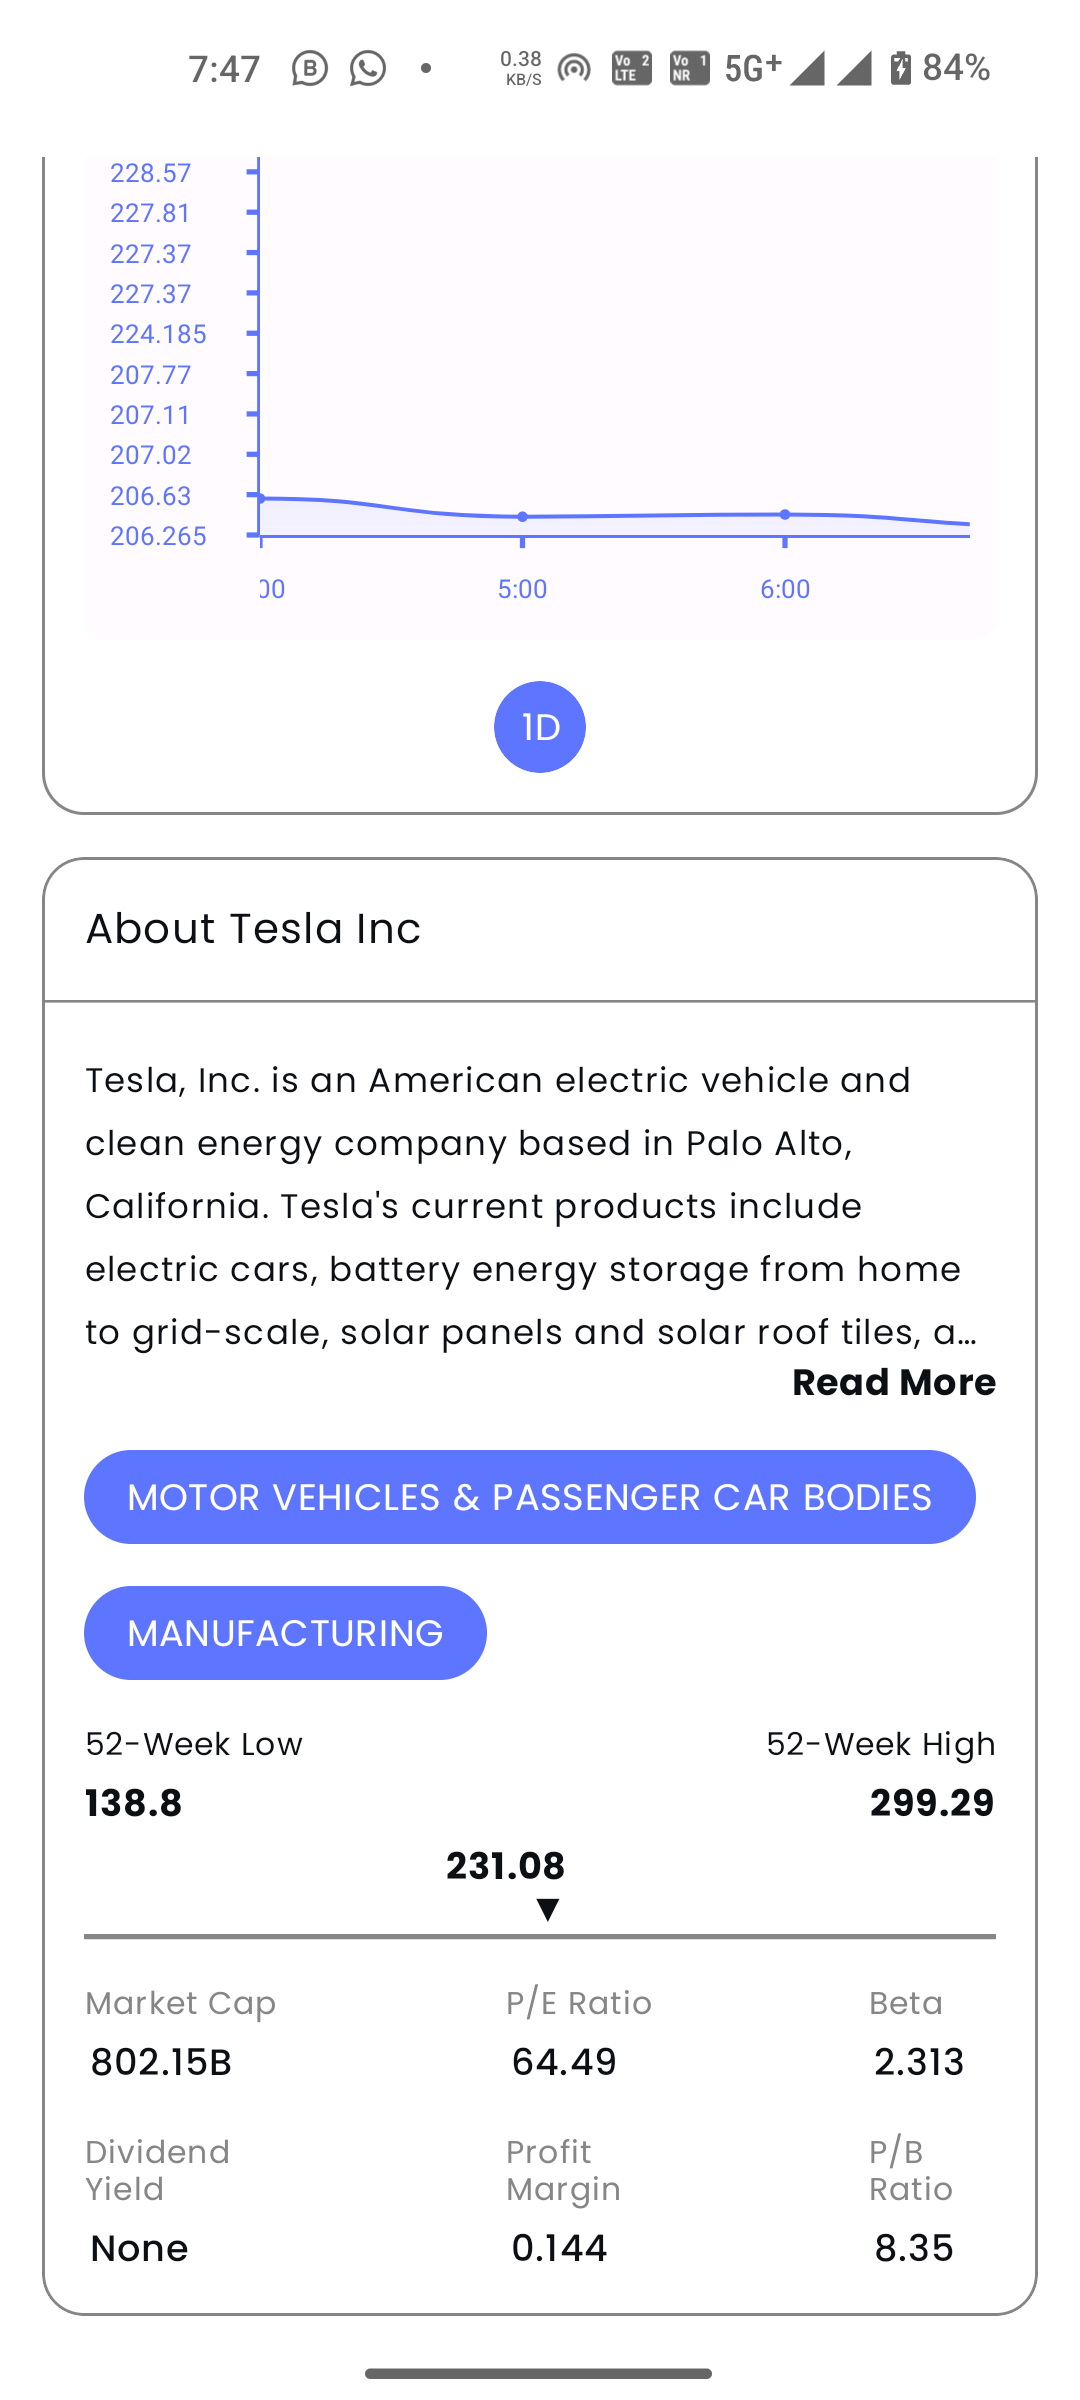 7:47 B 0.38 KB/S Vo 2 LTE Vo 1 NR 5G+ 84%
228.57
227.81
227.37
227.37
224.185
207.77
207.11
207.02
206.63
206.265
00 5:00 6:00
1D
About Tesla Inc
Tesla, Inc. is an American electric vehicle and
clean energy company based in Palo Alto,
California. Tesla's current products include
electric cars, battery energy storage from home
to grid-scale, solar panels and solar roof tiles, a...
Read More
MOTOR VEHICLES & PASSENGER CAR BODIES
MANUFACTURING
52-Week Low 52-Week High
138.8 299.29
231.08
Market Cap P/E Ratio Beta
802.15B 64.49 2.313
Dividend Profit P/B
Yield Margin Ratio
None 0.144 8.35